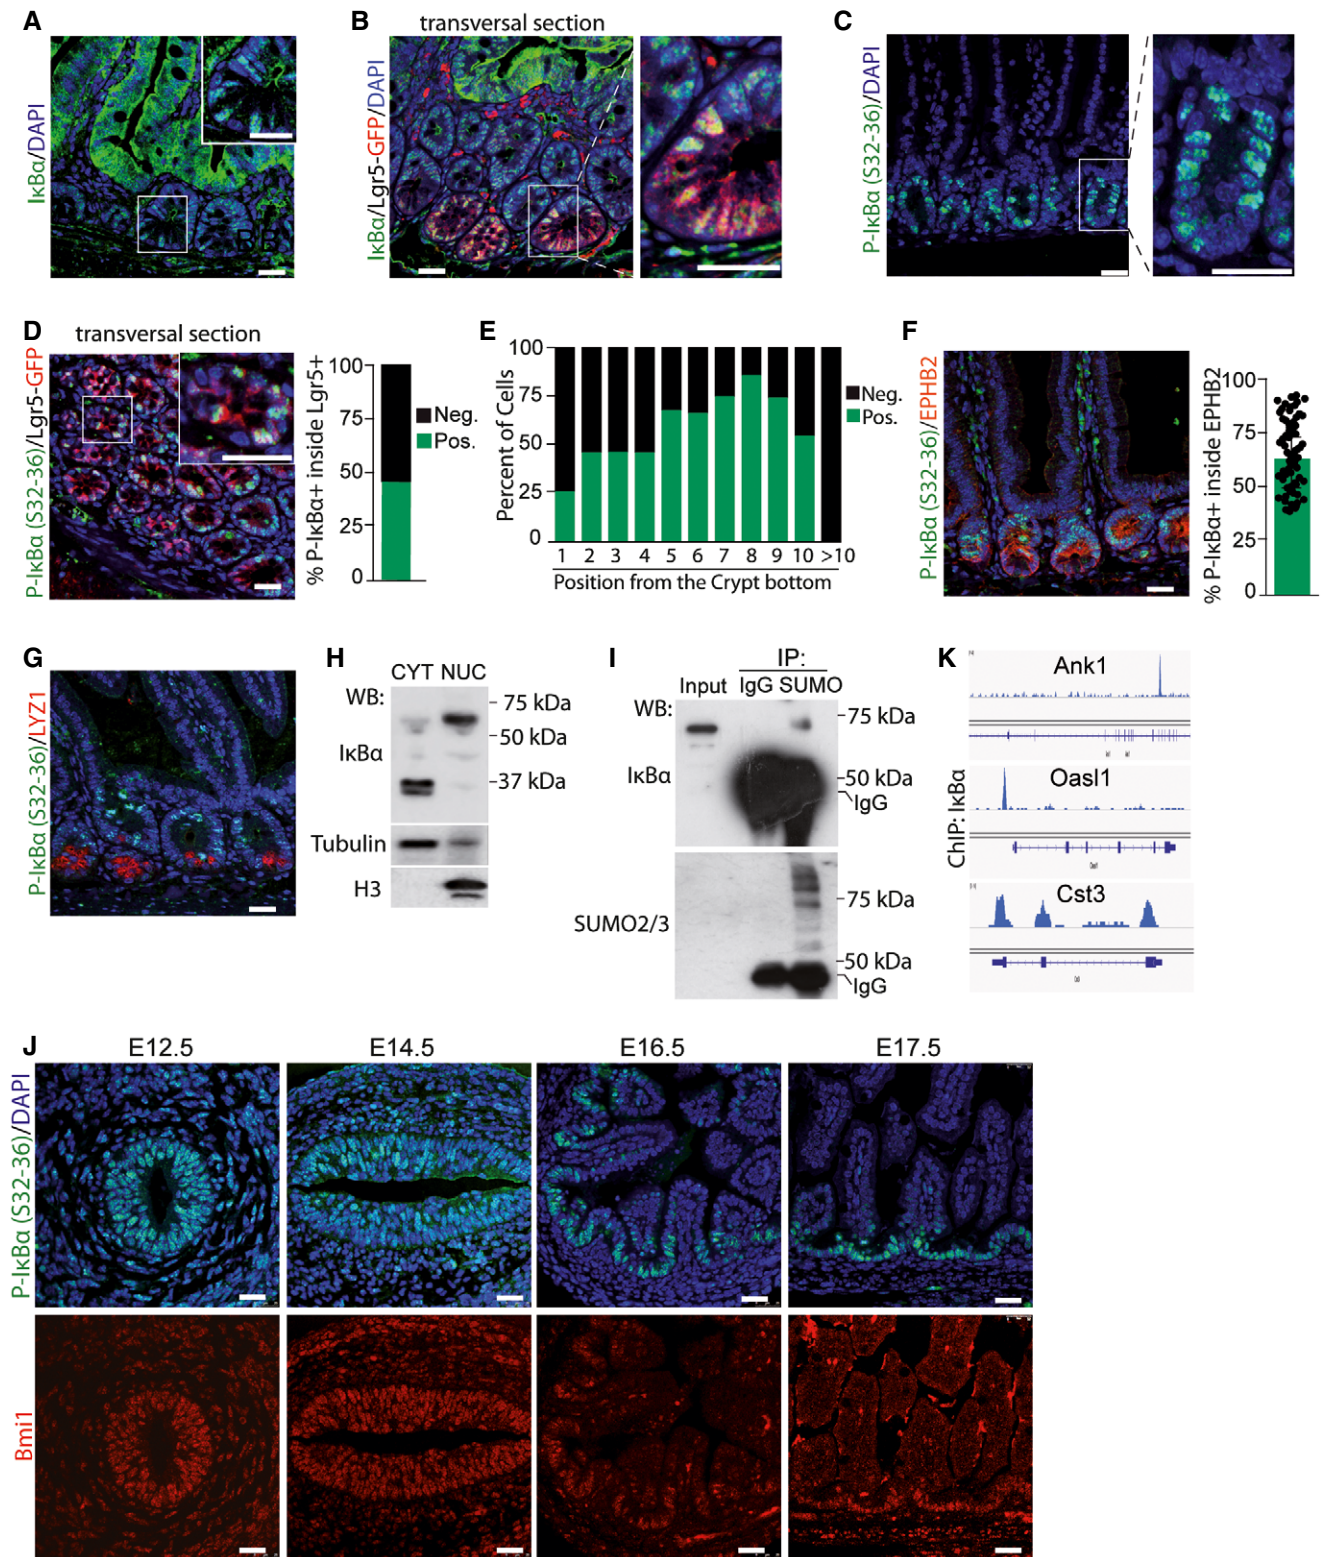 A
IκBα/DAPI
B
transversal section
IκBα/Lgr5-GFP/DAPI
C
P-IκBα (S32-36)/DAPI
D
transversal section
P-IκBα (S32-36)/Lgr5-GFP
% P-IκBα+ inside Lgr5+
100
75
50
25
0
Neg.
Pos.
E
Percent of Cells
100
75
50
25
0
1 2 3 4 5 6 7 8 9 10 >10
Position from the Crypt bottom
Neg.
Pos.
F
P-IκBα (S32-36)/EPHB2
% P-IκBα+ inside EPHB2
100
75
50
25
0
G
P-IκBα (S32-36)/LYZ1
H
CYT NUC
WB:
IκBα
75 kDa
50 kDa
37 kDa
Tubulin
H3
I
IP:
Input IgG SUMO
WB:
IκBα
75 kDa
50 kDa
IgG
SUMO2/3
75 kDa
50 kDa
IgG
K
ChIP: IκBα
Ank1
Oasl1
Cst3
J
E12.5 E14.5 E16.5 E17.5
P-IκBα (S32-36)/DAPI
Bmi1